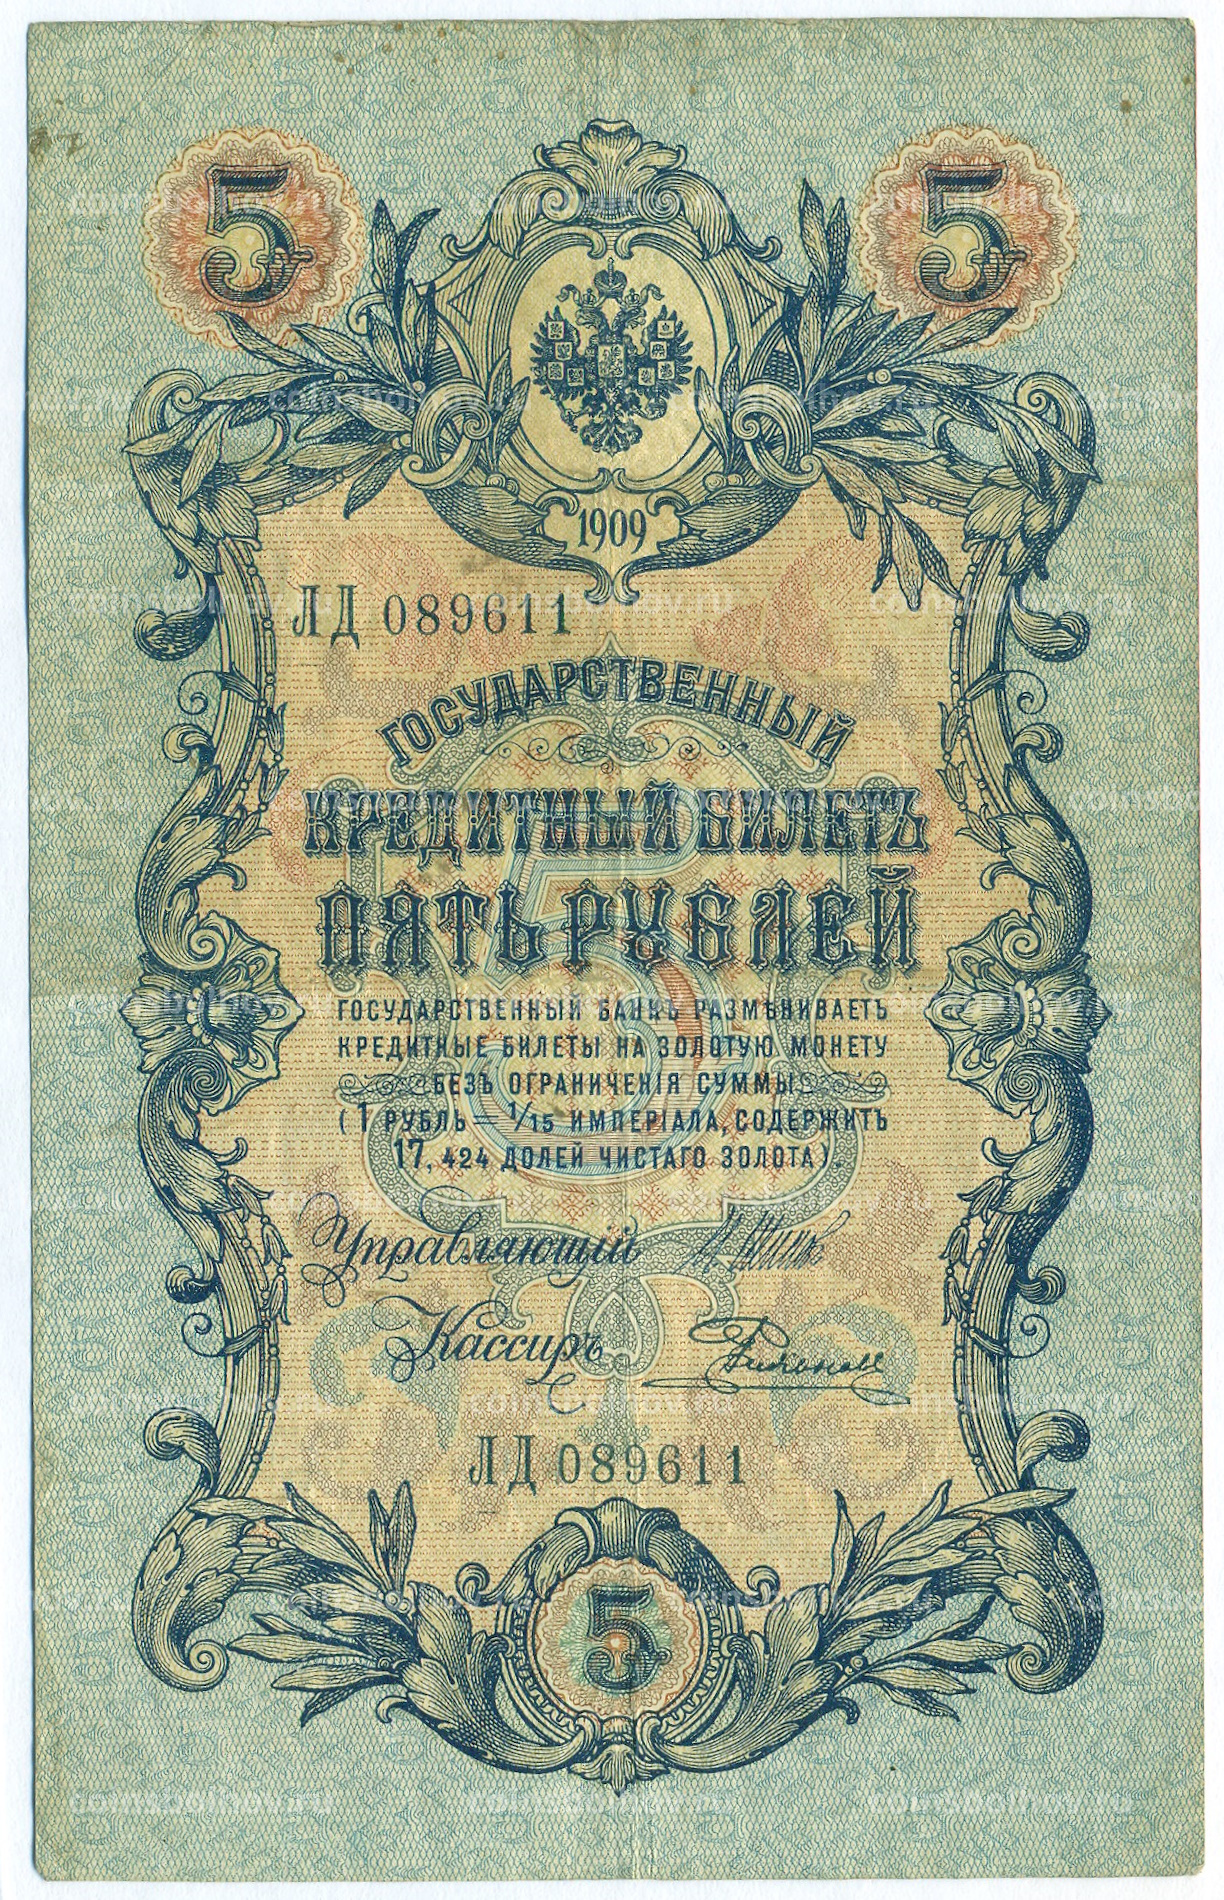 5 5
1909
ЛД 089611
ГОСУДАРСТВЕННЫЙ
КРЕДИТНЫЙ БИЛЕТЪ
ПЯТЬ РУБЛЕЙ
ГОСУДАРСТВЕННЫЙ БАНКЪ РАЗМѢНИВАЕТЪ
КРЕДИТНЫЕ БИЛЕТЫ НА ЗОЛОТУЮ МОНЕТУ
БЕЗЪ ОГРАНИЧЕНІЯ СУММЫ
(1 РУБЛЬ = 1/15 ИМПЕРІАЛА, СОДЕРЖИТЪ
17,424 ДОЛЕЙ ЧИСТАГО ЗОЛОТА).
Управляющій
Кассиръ
ЛД 089611
5